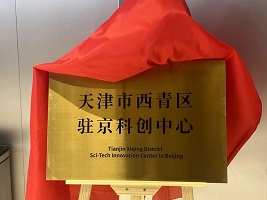 天津市西青区
驻京科创中心
Tianjin Xiqing District
Sci-Tech Innovation Center in Beijing